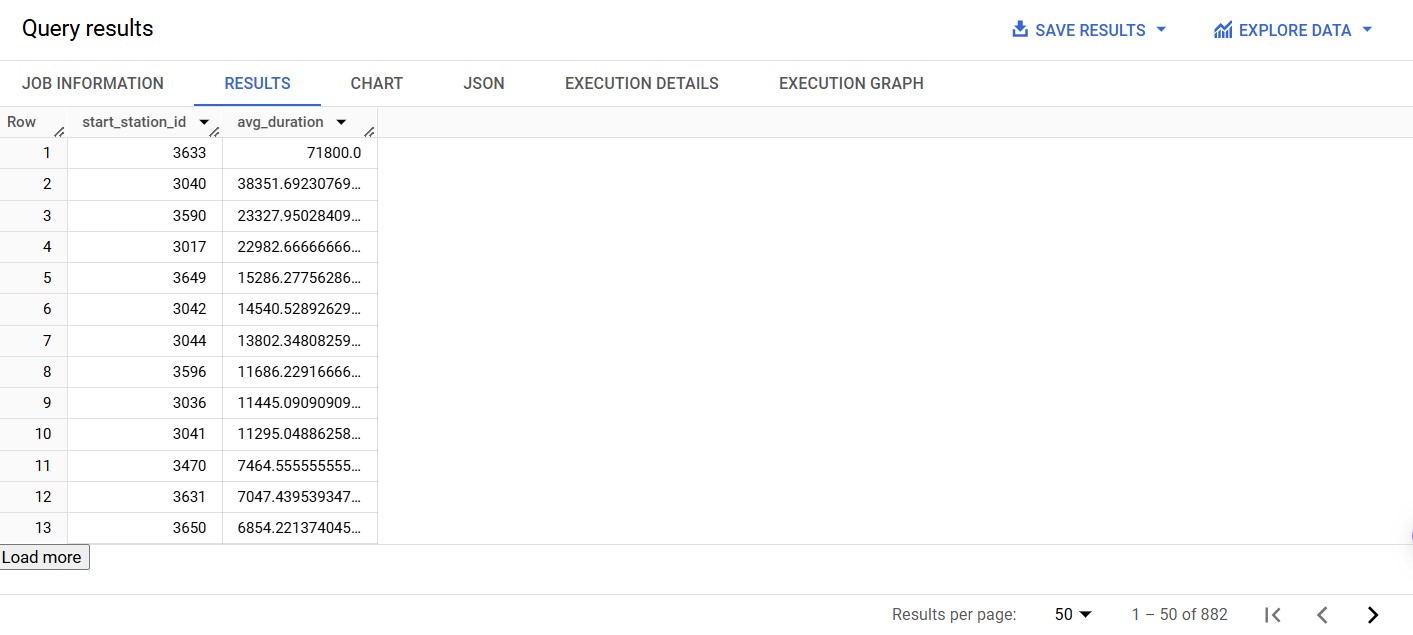 Query results SAVE RESULTS EXPLORE DATA
JOB INFORMATION RESULTS CHART JSON EXECUTION DETAILS EXECUTION GRAPH
Row start_station_id avg_duration
1 3633 71800.0
2 3040 38351.69230769...
3 3590 23327.95028409...
4 3017 22982.66666666...
5 3649 15286.27756286...
6 3042 14540.52892629...
7 3044 13802.34808259...
8 3596 11686.22916666...
9 3036 11445.09090909...
10 3041 11295.04886258...
11 3470 7464.555555555...
12 3631 7047.439539347...
13 3650 6854.221374045...
Load more
Results per page: 50 1 – 50 of 882